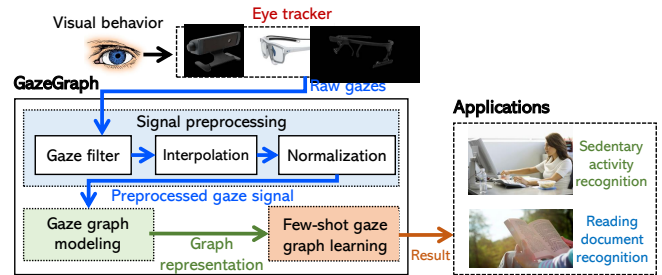 Visual behavior
Eye tracker
GazeGraph
Raw gazes
Signal preprocessing
Gaze filter
Interpolation
Normalization
Preprocessed gaze signal
Gaze graph
modeling
Graph
representation
Few-shot gaze
graph learning
Result
Applications
Sedentary
activity
recognition
Reading
document
recognition